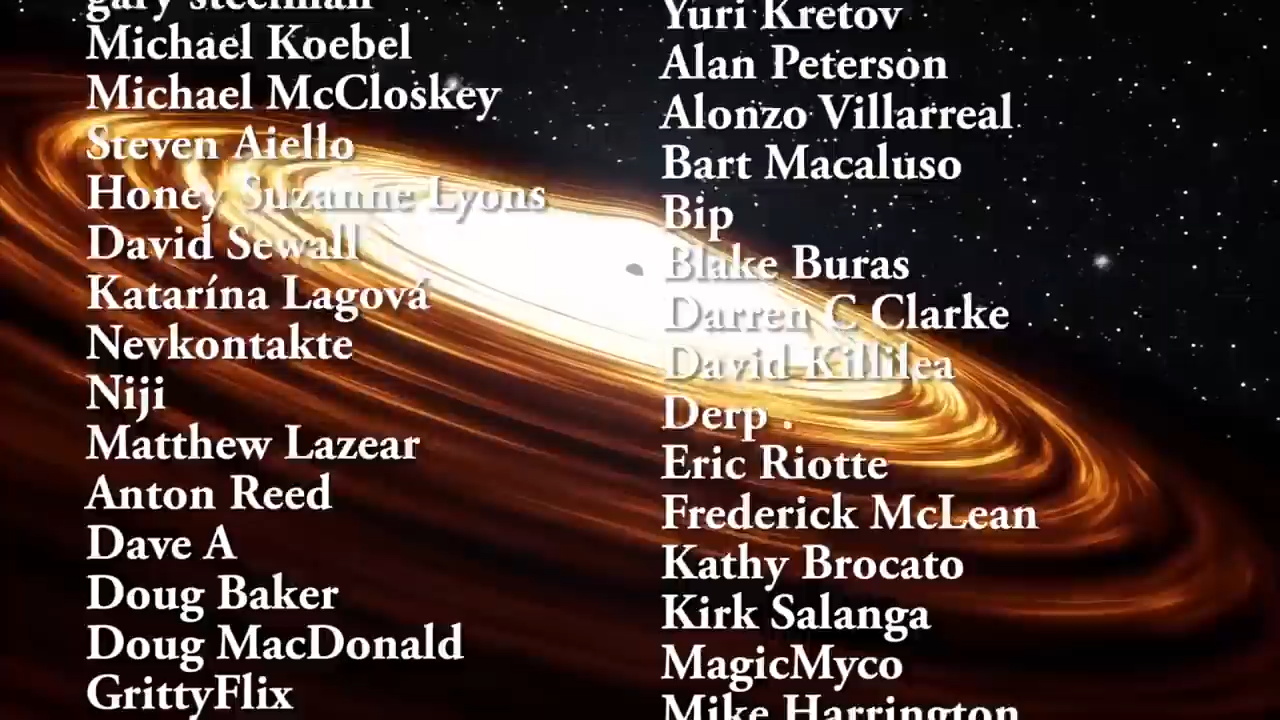 gary steelman
Michael Koebel
Michael McCloskey
Steven Aiello
Honey Suzanne Lyons
David Sewall
Katarína Lagová
Nevkontakte
Niji
Matthew Lazear
Anton Reed
Dave A
Doug Baker
Doug MacDonald
GrittyFlix
Yuri Kretov
Alan Peterson
Alonzo Villarreal
Bart Macaluso
Bip
Blake Buras
Darren C Clarke
David Killilea
Derp .
Eric Riotte
Frederick McLean
Kathy Brocato
Kirk Salanga
MagicMyco
Mike Harrington